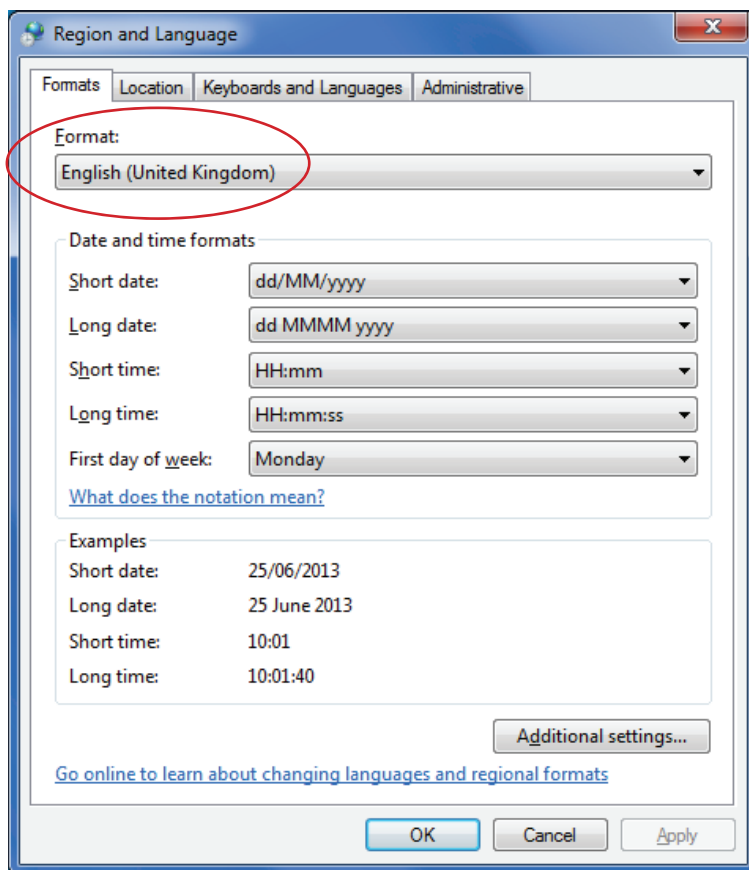 Region and Language
Formats Location Keyboards and Languages Administrative
Format:
English (United Kingdom)
Date and time formats
Short date: dd/MM/yyyy
Long date: dd MMMM yyyy
Short time: HH:mm
Long time: HH:mm:ss
First day of week: Monday
What does the notation mean?
Examples
Short date: 25/06/2013
Long date: 25 June 2013
Short time: 10:01
Long time: 10:01:40
Additional settings...
Go online to learn about changing languages and regional formats
OK Cancel Apply